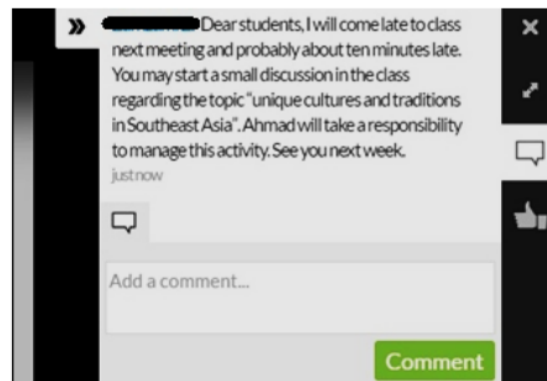 Dear students, I will come late to class
next meeting and probably about ten minutes late.
You may start a small discussion in the class
regarding the topic "unique cultures and traditions
in Southeast Asia". Ahmad will take a responsibility
to manage this activity. See you next week.
just now
Add a comment...
Comment